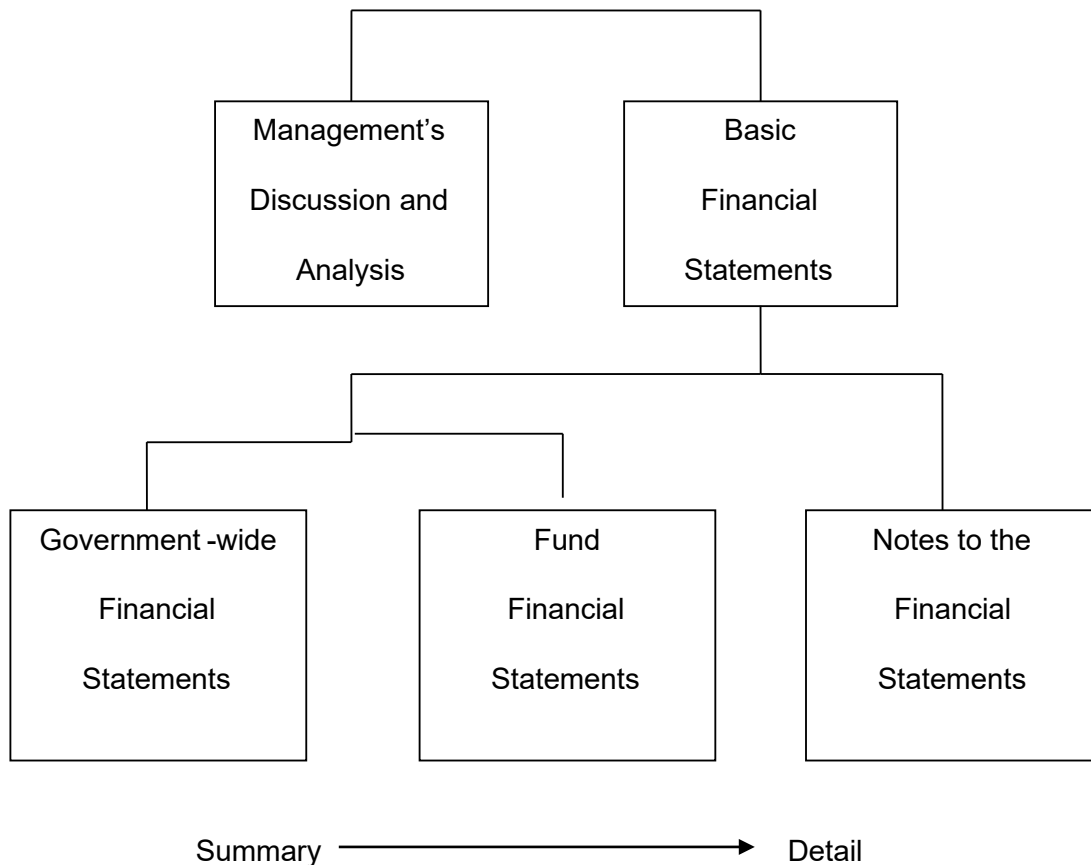 Management’s
Discussion and
Analysis
Basic
Financial
Statements
Government -wide
Financial
Statements
Fund
Financial
Statements
Notes to the
Financial
Statements
Summary
Detail